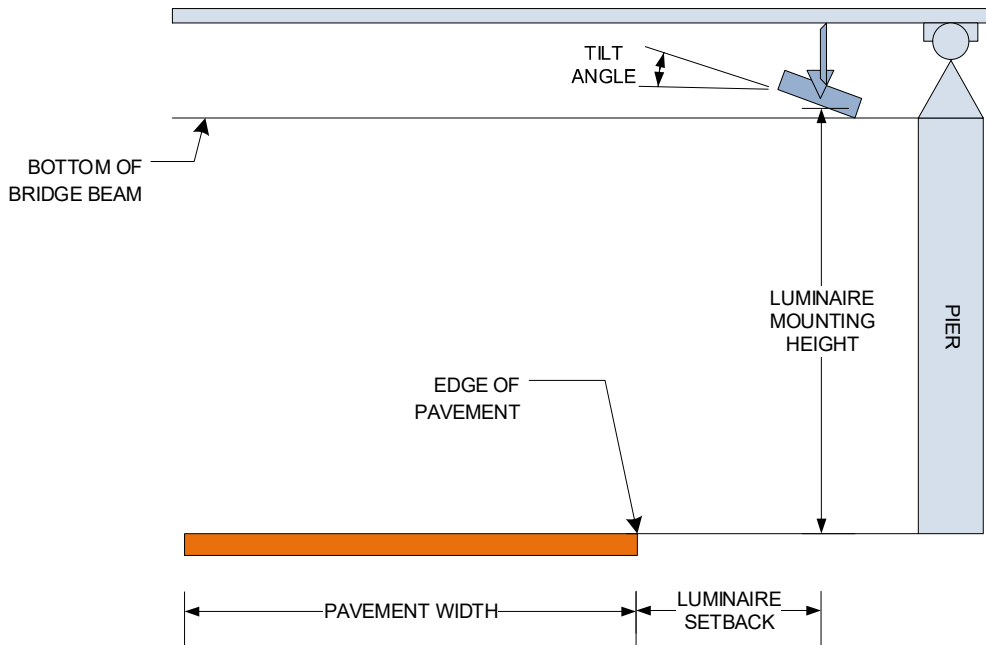 TILT
ANGLE
BOTTOM OF
BRIDGE BEAM
LUMINAIRE
MOUNTING
HEIGHT
PIER
EDGE OF
PAVEMENT
PAVEMENT WIDTH
LUMINAIRE
SETBACK